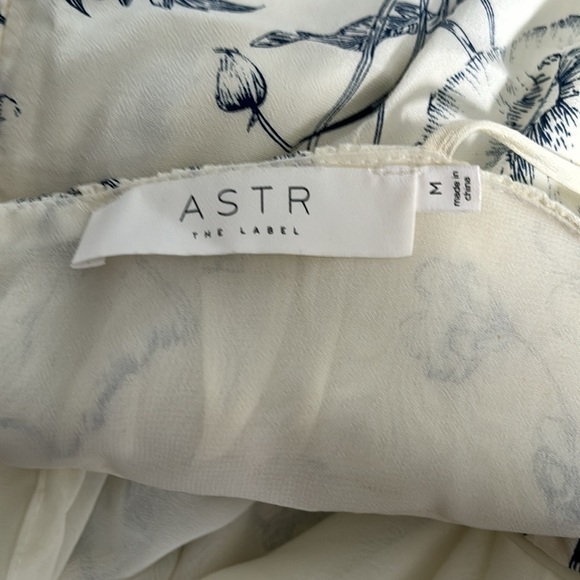 ASTR
THE LABEL
M
made in
china